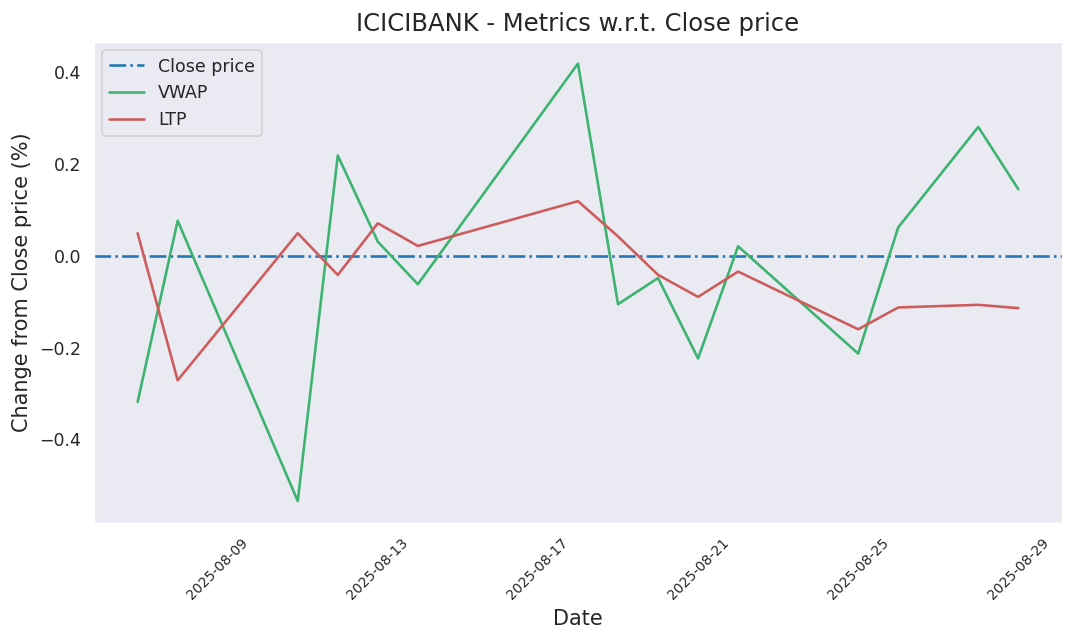 ICICIBANK - Metrics w.r.t. Close price
Close price
VWAP
LTP
Change from Close price (%)
0.4
0.2
0.0
−0.2
−0.4
2025-08-09
2025-08-13
2025-08-17
2025-08-21
2025-08-25
2025-08-29
Date